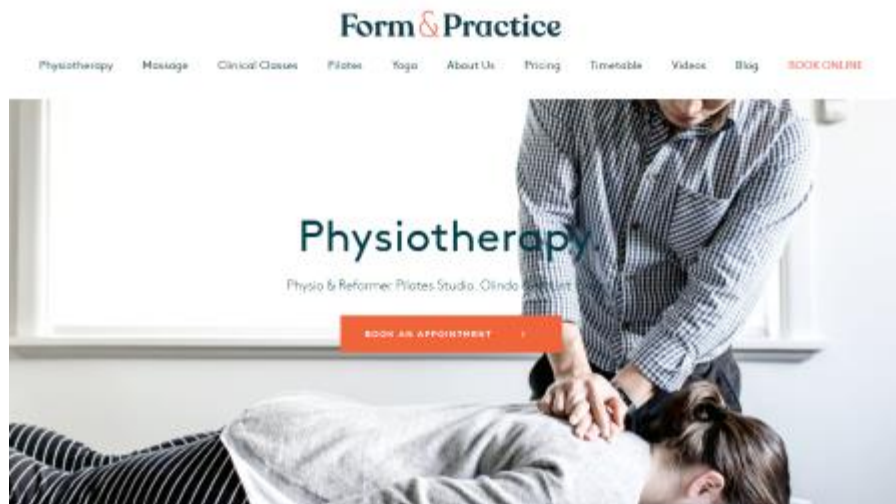 Form & Practice
Physiotherapy Massage Clinical Classes Pilates Yoga About Us Pricing Timetable Videos Blog BOOK ONLINE
Physiotherapy.
Physio & Reformer Pilates Studio. Olinda
BOOK AN APPOINTMENT >